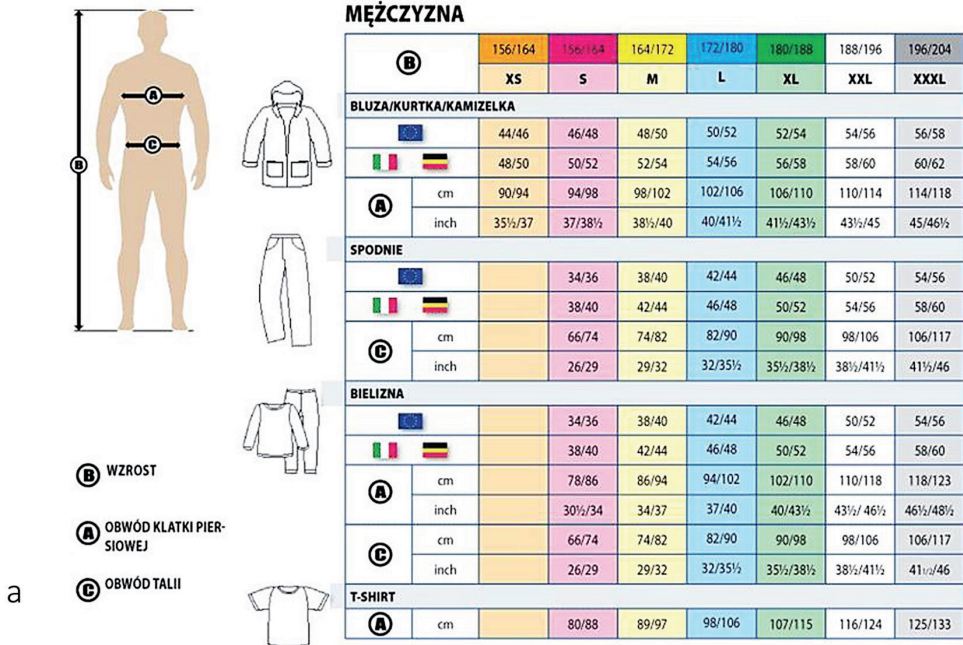 MĘŻCZYZNA
B 156/164 156/164 164/172 172/180 180/188 188/196 196/204
XS S M L XL XXL XXXL
BLUZA/KURTKA/KAMIZELKA
44/46 46/48 48/50 50/52 52/54 54/56 56/58
48/50 50/52 52/54 54/56 56/58 58/60 60/62
A cm 90/94 94/98 98/102 102/106 106/110 110/114 114/118
inch 35½/37 37/38½ 38½/40 40/41½ 41½/43½ 43½/45 45/46½
SPODNIE
34/36 38/40 42/44 46/48 50/52 54/56
38/40 42/44 46/48 50/52 54/56 58/60
C cm 66/74 74/82 82/90 90/98 98/106 106/117
inch 26/29 29/32 32/35½ 35½/38½ 38½/41½ 41½/46
BIELIZNA
34/36 38/40 42/44 46/48 50/52 54/56
38/40 42/44 46/48 50/52 54/56 58/60
A cm 78/86 86/94 94/102 102/110 110/118 118/123
inch 30½/34 34/37 37/40 40/43½ 43½/ 46½ 46½/48½
C cm 66/74 74/82 82/90 90/98 98/106 106/117
inch 26/29 29/32 32/35½ 35½/38½ 38½/41½ 411/2/46
T-SHIRT
A cm 80/88 89/97 98/106 107/115 116/124 125/133
A
C
B
B WZROST
A OBWÓD KLATKI PIER-
SIOWEJ
C OBWÓD TALII
a